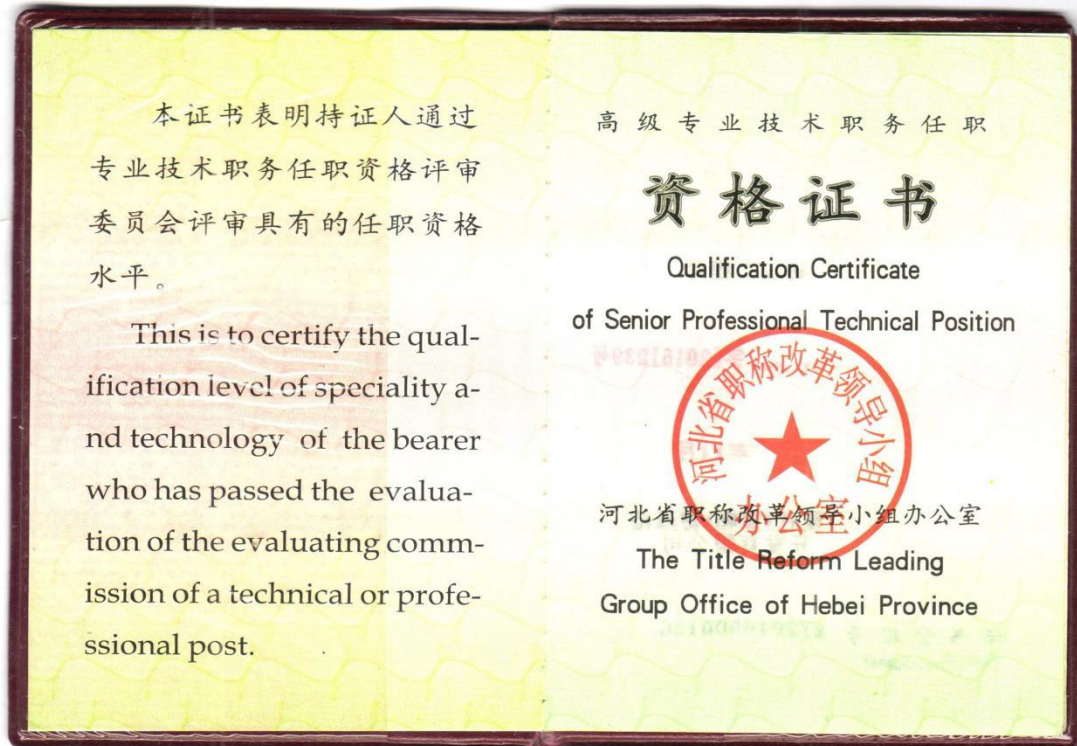 本证书表明持证人通过
专业技术职务任职资格评审
委员会评审具有的任职资格
水平。
This is to certify the qual-
ification level of speciality a-
nd technology of the bearer
who has passed the evalua-
tion of the evaluating comm-
ission of a technical or profe-
ssional post.
高级专业技术职务任职
资格证书
Qualification Certificate
of Senior Professional Technical Position
河北省职称改革领导小组
办公室
河北省职称改革领导小组办公室
The Title Reform Leading
Group Office of Hebei Province